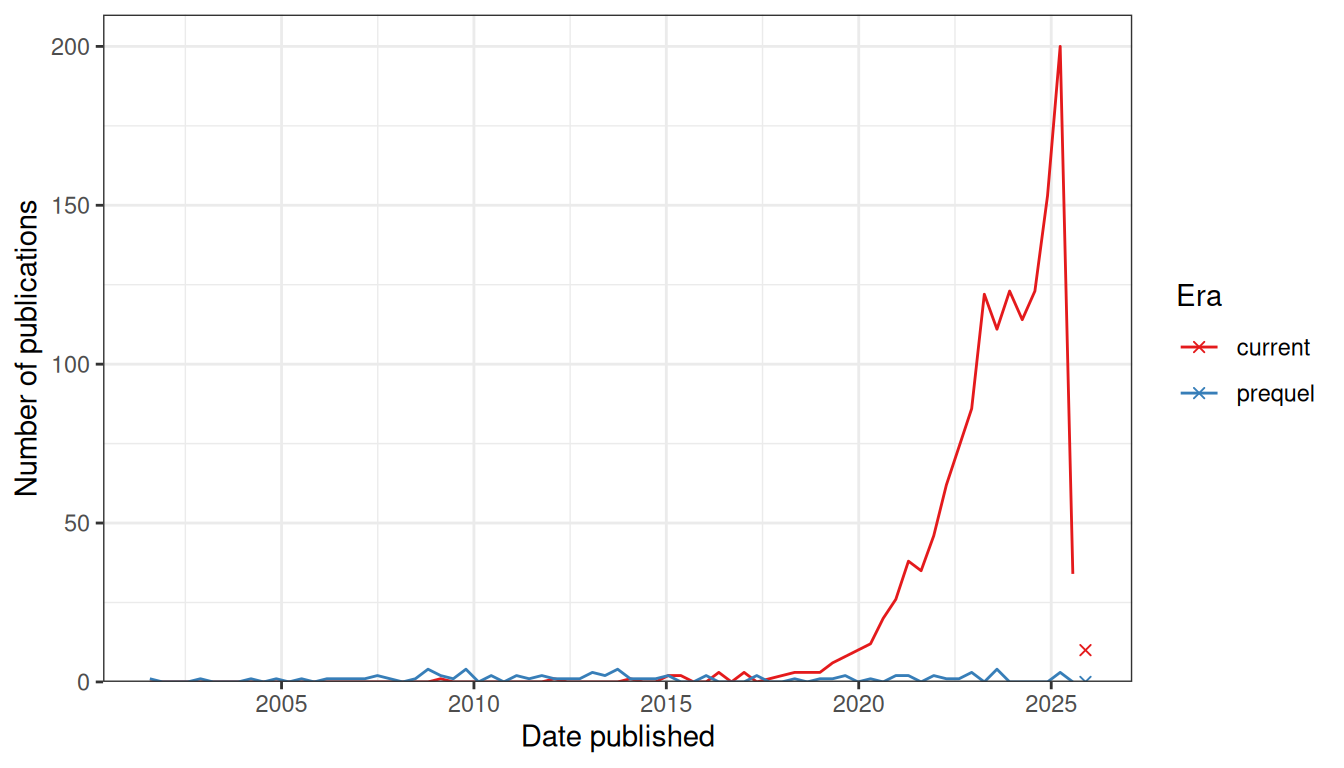 200
150
100
50
0
Number of publications
2005 2010 2015 2020 2025
Date published
Era
current
prequel